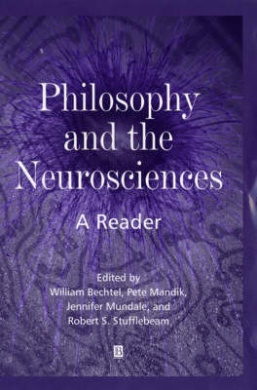 Philosophy
and the
Neurosciences
A Reader
Edited by
William Bechtel, Pete Mandik,
Jennifer Mundale, and
Robert S. Stufflebeam
B